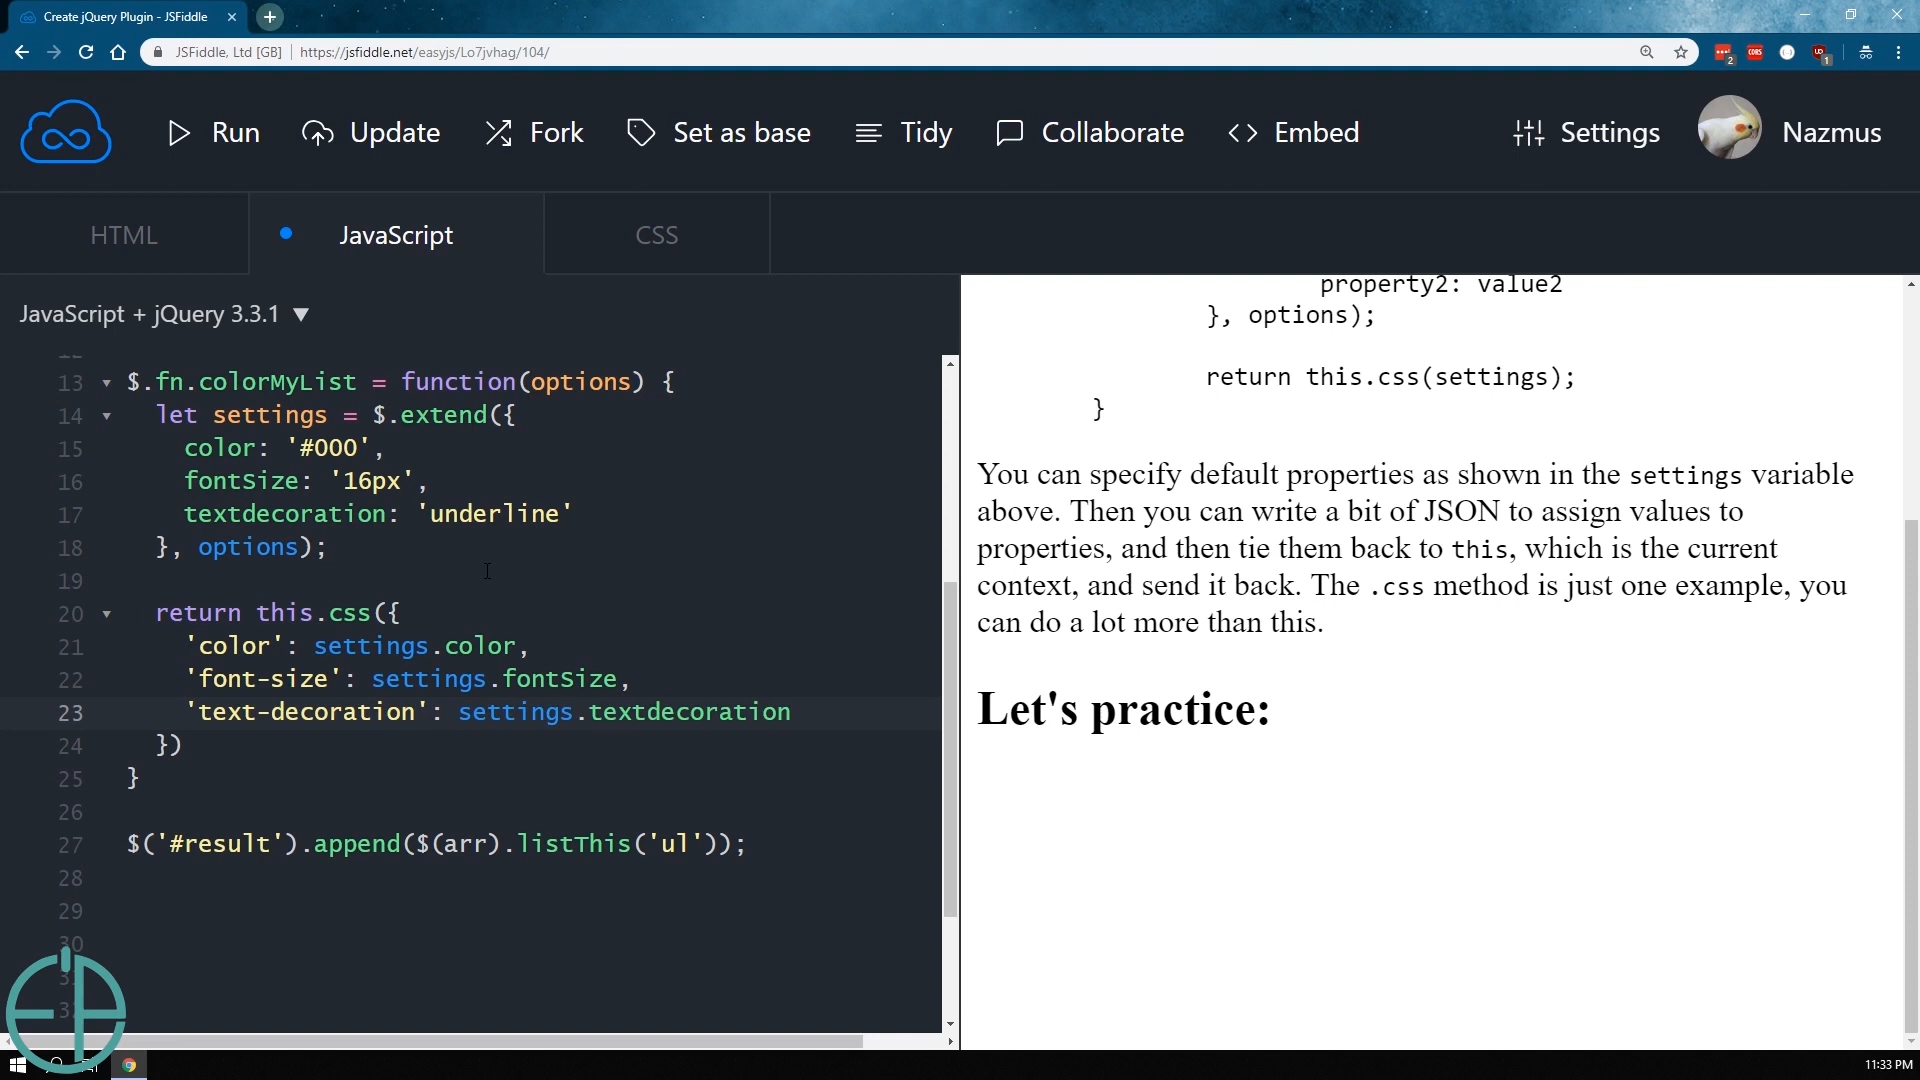 Create jQuery Plugin - JSFiddle
JSFiddle, Ltd [GB] | https://jsfiddle.net/easyjs/Lo7jvhag/104/
CORS
UD
2
1
Run
Update
Fork
Set as base
Tidy
Collaborate
Embed
Settings
Nazmus
HTML
JavaScript
CSS
JavaScript + jQuery 3.3.1 ▼
13 $.fn.colorMyList = function(options) {
14 let settings = $.extend({
15 color: '#000',
16 fontSize: '16px',
17 textdecoration: 'underline'
18 }, options);
19
20 return this.css({
21 'color': settings.color,
22 'font-size': settings.fontSize,
23 'text-decoration': settings.textdecoration
24 })
25 }
26
27 $('#result').append($(arr).listThis('ul'));
28
29
30
property2: value2
}, options);
return this.css(settings);
}
You can specify default properties as shown in the settings variable
above. Then you can write a bit of JSON to assign values to
properties, and then tie them back to this, which is the current
context, and send it back. The .css method is just one example, you
can do a lot more than this.
Let's practice:
11:33 PM